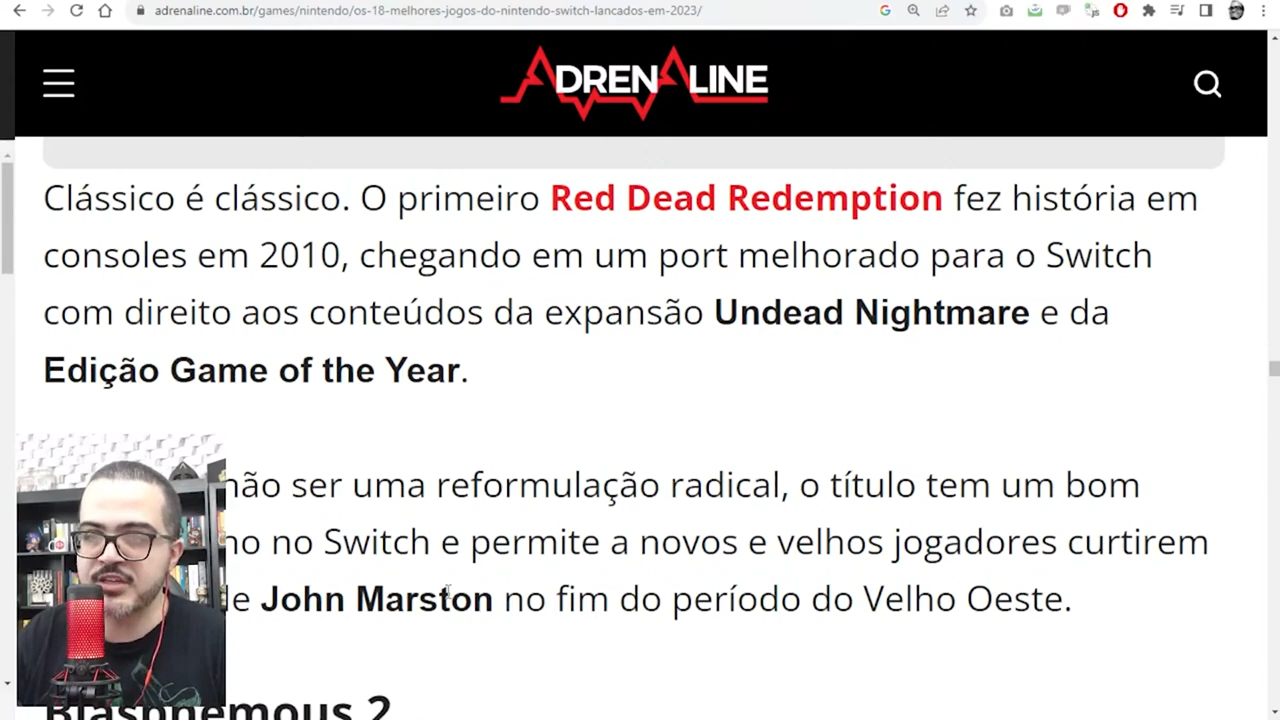 adrenaline.com.br/games/nintendo/os-18-melhores-jogos-do-nintendo-switch-lancados-em-2023/
ADRENALINE
Clássico é clássico. O primeiro Red Dead Redemption fez história em
consoles em 2010, chegando em um port melhorado para o Switch
com direito aos conteúdos da expansão Undead Nightmare e da
Edição Game of the Year.
não ser uma reformulação radical, o título tem um bom
no Switch e permite a novos e velhos jogadores curtirem
John Marston no fim do período do Velho Oeste.
Blasphemous 2